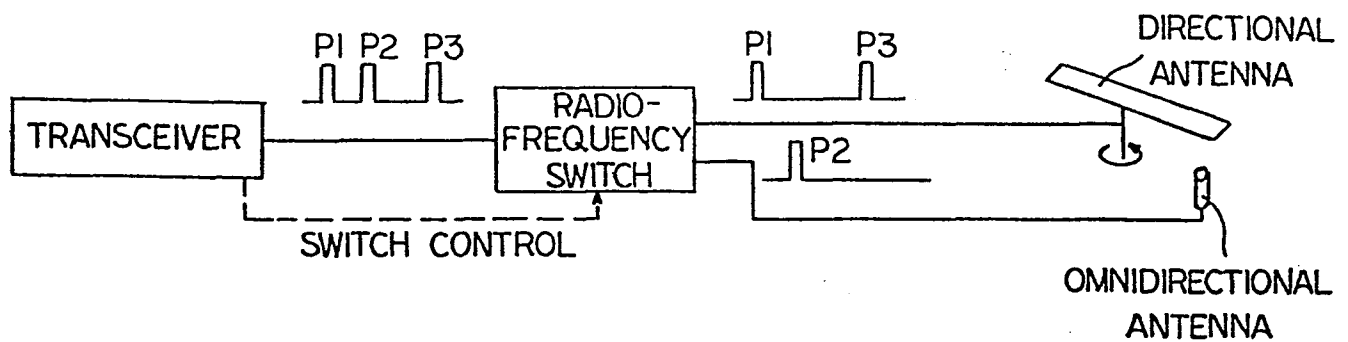 P1 P2 P3
P1 P3
DIRECTIONAL
ANTENNA
TRANSCEIVER
RADIO-
FREQUENCY
SWITCH
P2
SWITCH CONTROL
OMNIDIRECTIONAL
ANTENNA